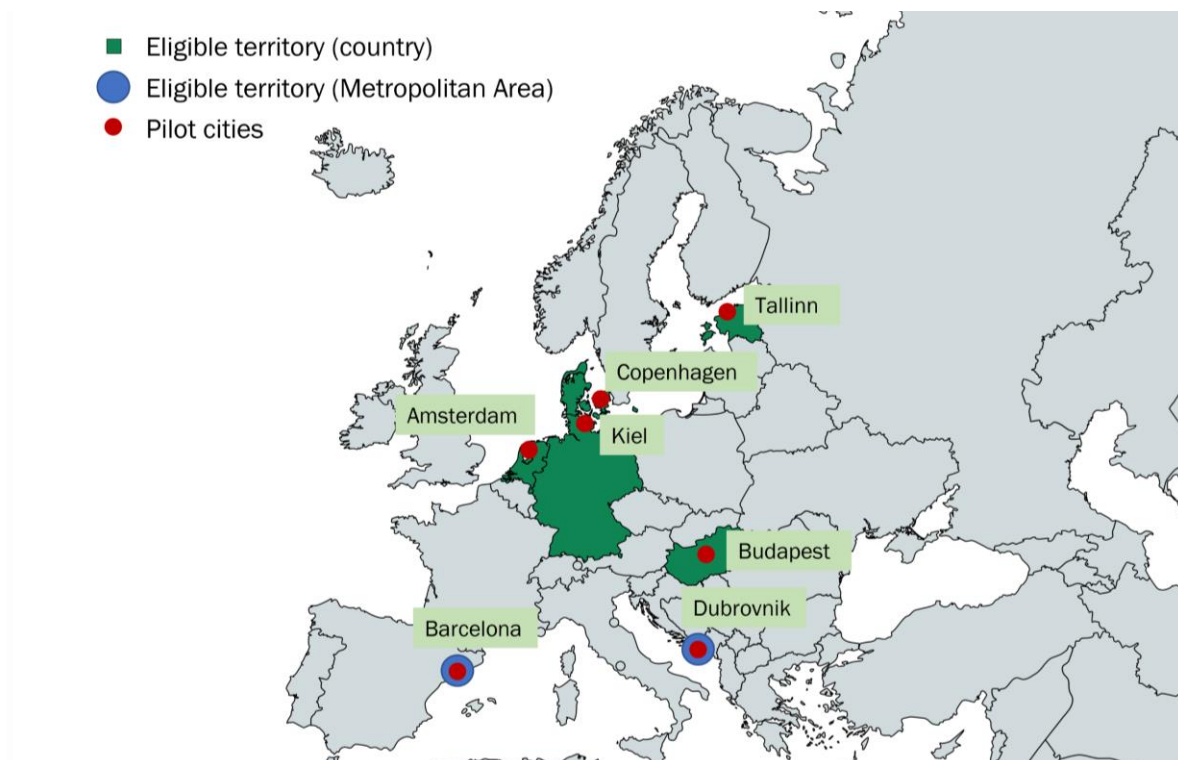 Eligible territory (country)
Eligible territory (Metropolitan Area)
Pilot cities
Tallinn
Copenhagen
Amsterdam
Kiel
Budapest
Dubrovnik
Barcelona